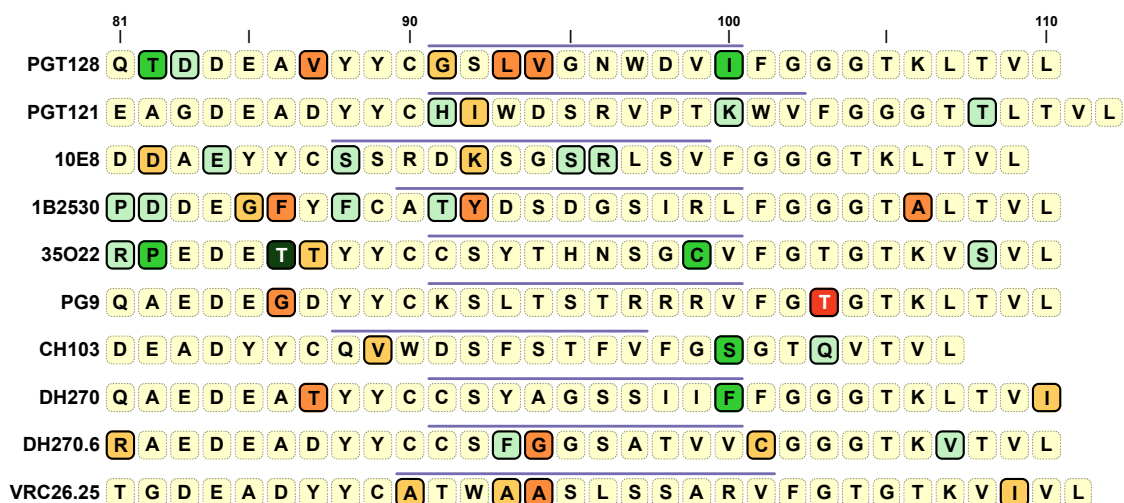 81 90 100 110
PGT128 Q T D D E A V Y Y C G S L V G N W D V I F G G G T K L T V L
PGT121 E A G D E A D Y Y C H I W D S R V P T K W V F G G G T T L T V L
10E8 D D A E Y Y C S S R D K S G S R L S V F G G G T K L T V L
1B2530 P D D E G F Y F C A T Y D S D G S I R L F G G G T A L T V L
35O22 R P E D E T T Y Y C C S Y T H N S G C V F G T G T K V S V L
PG9 Q A E D E G D Y Y C K S L T S T R R R V F G T G T K L T V L
CH103 D E A D Y Y C Q V W D S F S T F V F G S G T Q V T V L
DH270 Q A E D E A T Y Y C C S Y A G S S I I F F G G G T K L T V I
DH270.6 R A E D E A D Y Y C C S F G G S A T V V C G G G T K V T V L
VRC26.25 T G D E A D Y Y C A T W A A S L S S A R V F G T G T K V I V L